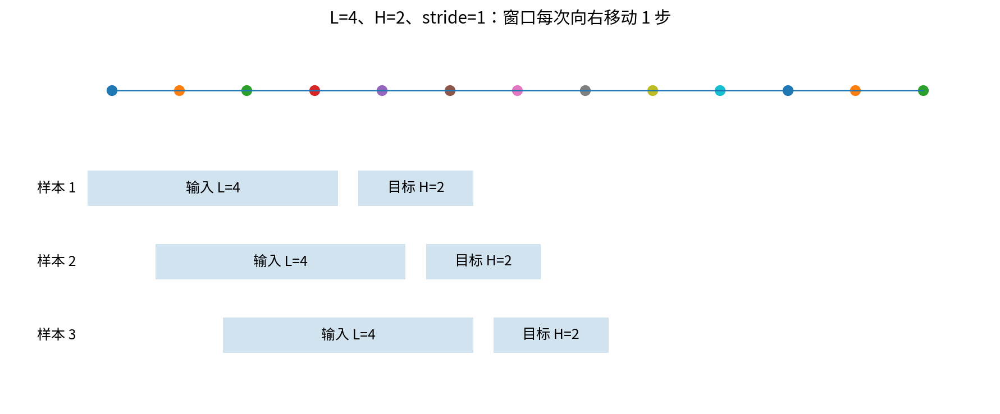 L=4、H=2、stride=1：窗口每次向右移动 1 步
样本 1
输入 L=4
目标 H=2
样本 2
输入 L=4
目标 H=2
样本 3
输入 L=4
目标 H=2